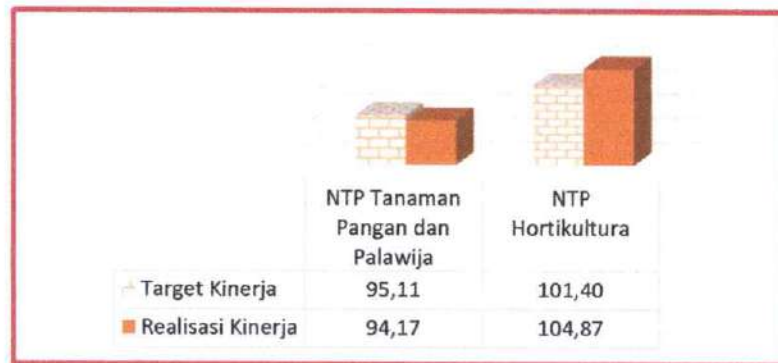 NTP Tanaman NTP
Pangan dan Hortikultura
Palawija
Target Kinerja 95,11 101,40
Realisasi Kinerja 94,17 104,87